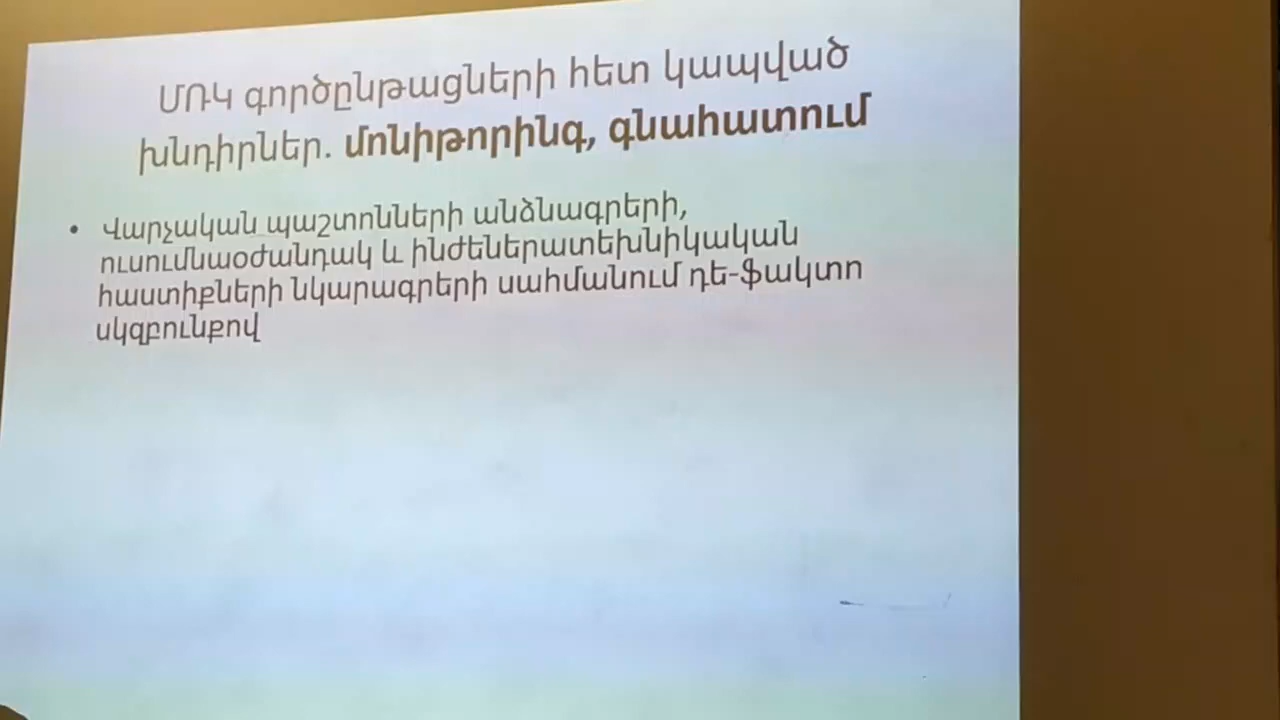 ՄՌԿ գործընթացների հետ կապված
խնդիրներ. մոնիթորինգ, գնահատում
• Վարչական պաշտոնների անձնագրերի,
ուսումնաօժանդակ և ինժեներատեխնիկական
հաստիքների նկարագրերի սահմանում դե-ֆակտո
սկզբունքով